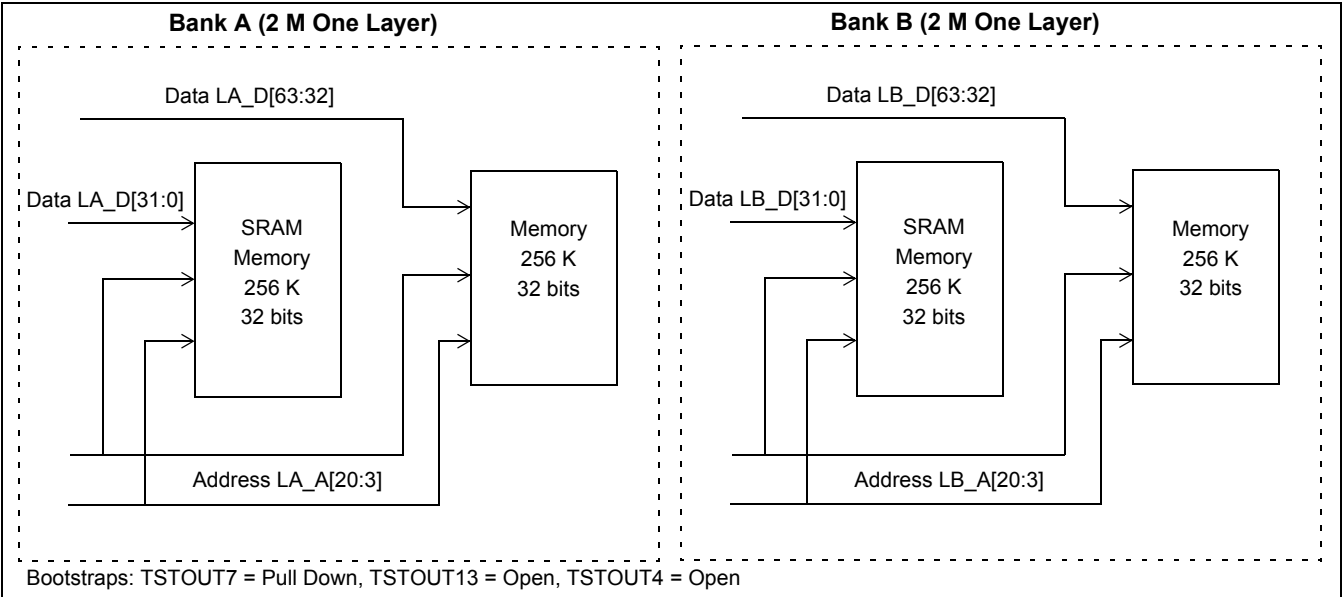 Bank A (2 M One Layer)
Data LA_D[63:32]
Data LA_D[31:0]
SRAM
Memory
256 K
32 bits
Memory
256 K
32 bits
Address LA_A[20:3]
Bank B (2 M One Layer)
Data LB_D[63:32]
Data LB_D[31:0]
SRAM
Memory
256 K
32 bits
Memory
256 K
32 bits
Address LB_A[20:3]
Bootstraps: TSTOUT7 = Pull Down, TSTOUT13 = Open, TSTOUT4 = Open